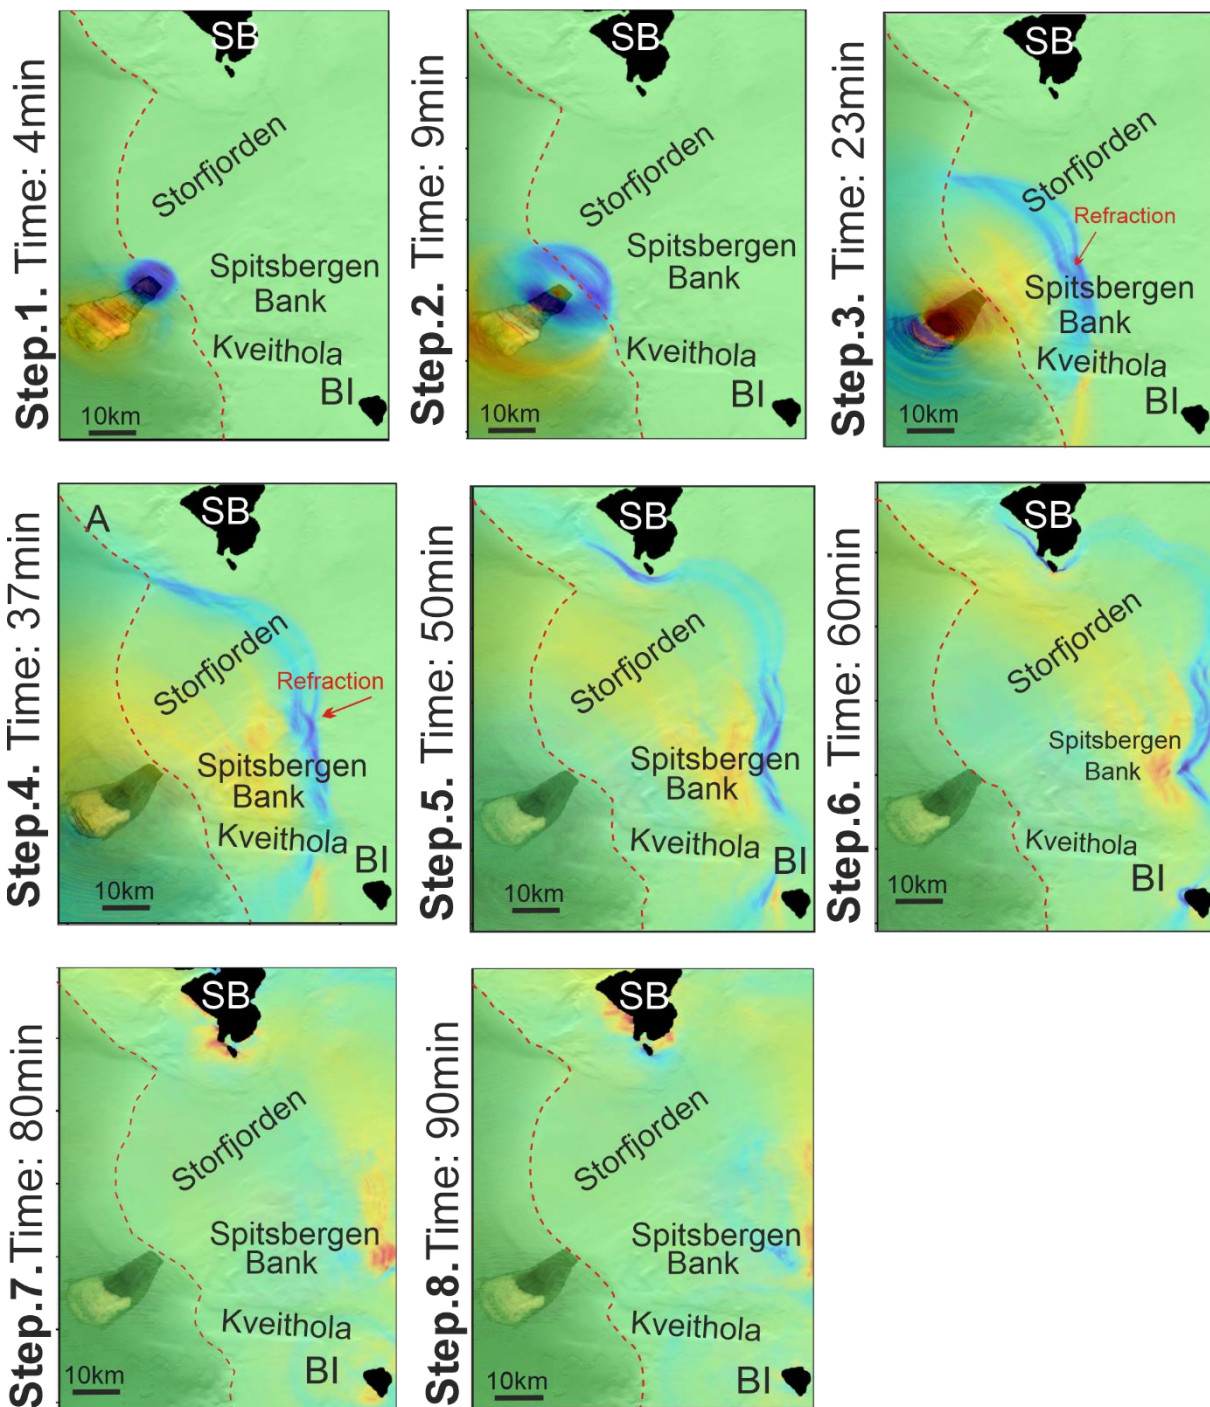 Step.1. Time: 4min
SB
Storfjorden
Spitsbergen
Bank
Kveithola
BI
10km
Step.2. Time: 9min
SB
Storfjorden
Spitsbergen
Bank
Kveithola
BI
10km
Step.3. Time: 23min
SB
Storfjorden
Refraction
Spitsbergen
Bank
Kveithola
BI
10km
Step.4. Time: 37min
A
SB
Storfjorden
Refraction
Spitsbergen
Bank
Kveithola
BI
10km
Step.5. Time: 50min
SB
Storfjorden
Spitsbergen
Bank
Kveithola
BI
10km
Step.6. Time: 60min
SB
Storfjorden
Spitsbergen
Bank
Kveithola
BI
10km
Step.7.Time: 80min
SB
Storfjorden
Spitsbergen
Bank
Kveithola
BI
10km
Step.8.Time: 90min
SB
Storfjorden
Spitsbergen
Bank
Kveithola
BI
10km